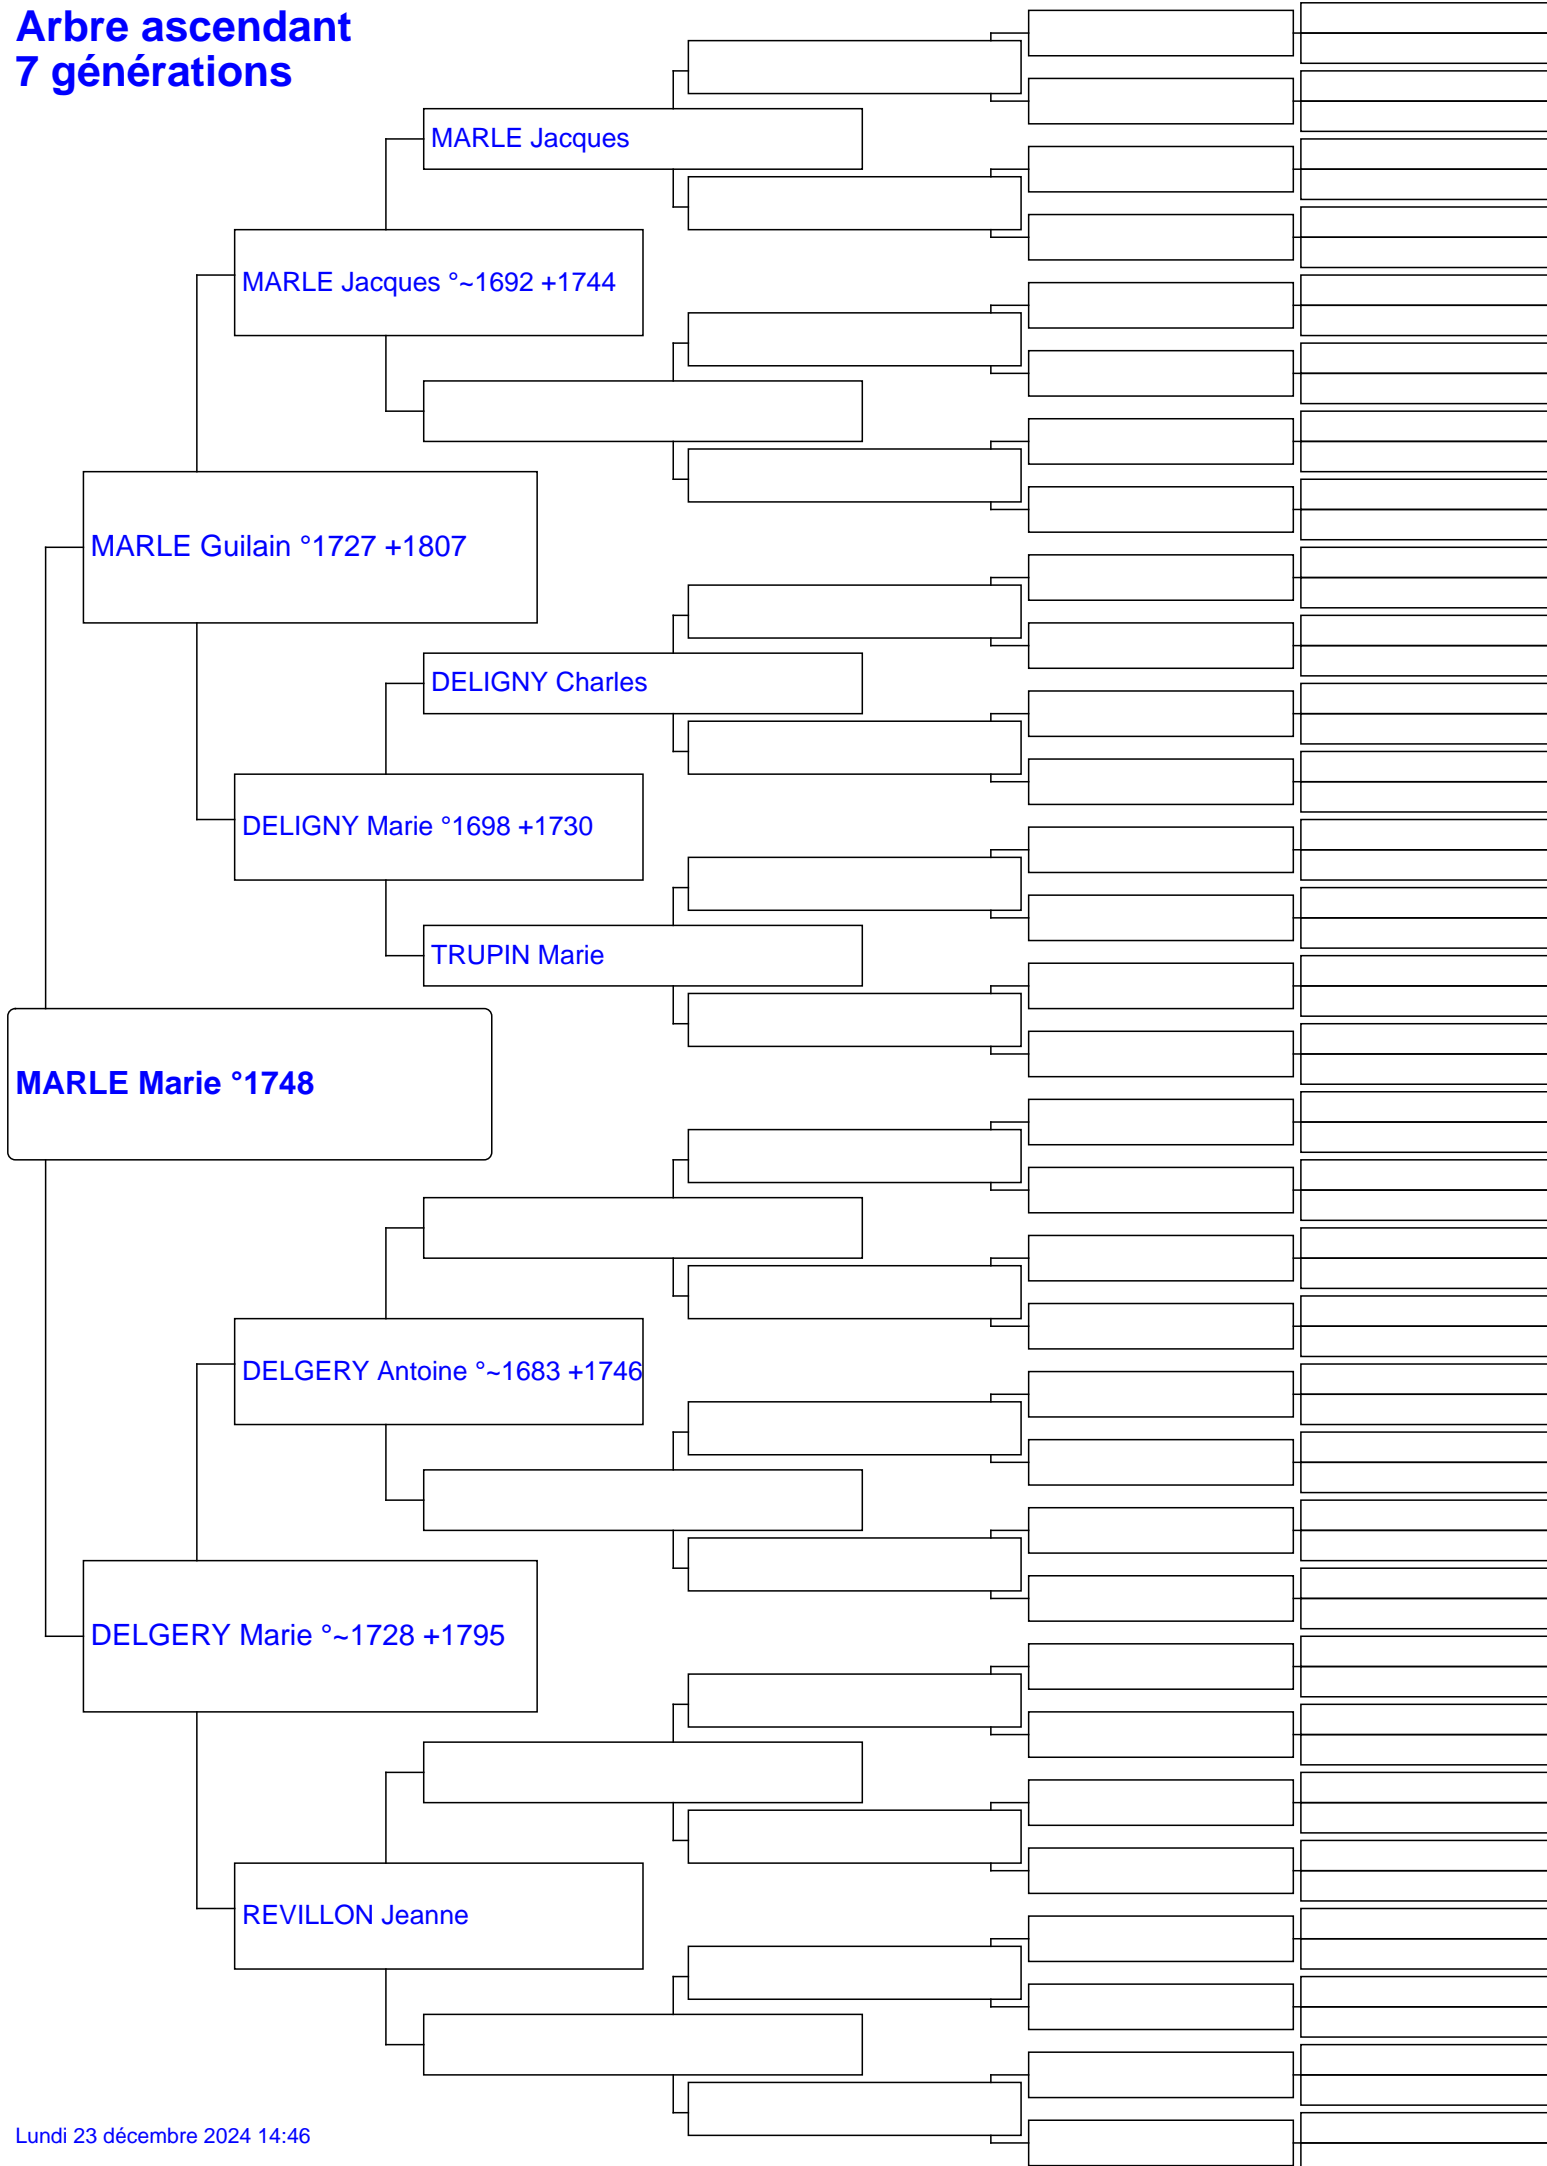 Arbre ascendant
7 générations
MARLE Jacques
MARLE Jacques °~1692 +1744
MARLE Guilain °1727 +1807
DELIGNY Charles
DELIGNY Marie °1698 +1730
TRUPIN Marie
MARLE Marie °1748
DELGERY Antoine °~1683 +1746
DELGERY Marie °~1728 +1795
REVILLON Jeanne
Lundi 23 décembre 2024 14:46